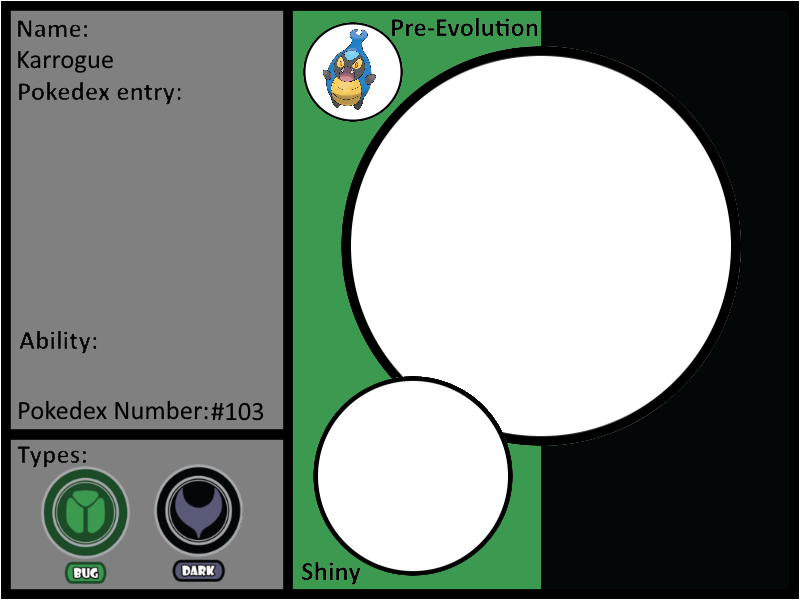 Name:
Karrogue
Pokedex entry:
Ability:
Pokedex Number:#103
Types:
BUG
DARK
Pre-Evolution
Shiny